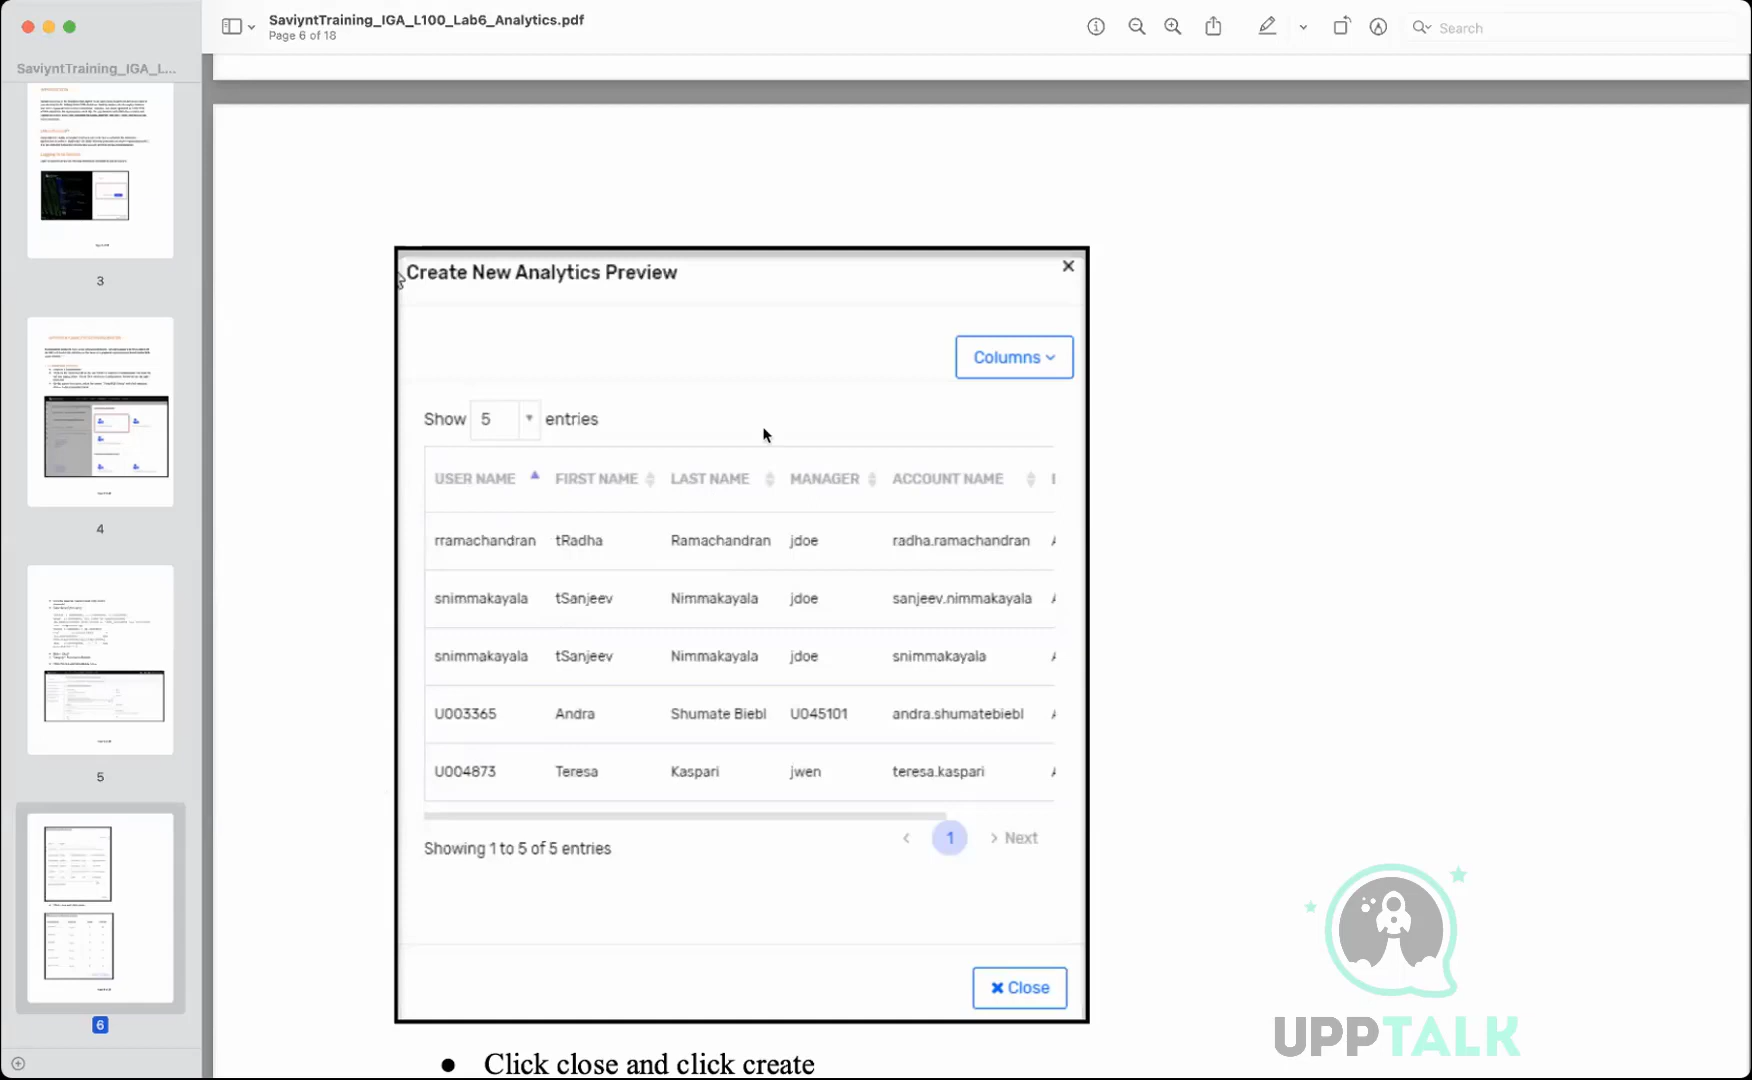 SaviyntTraining_IGA_L100_Lab6_Analytics.pdf
Page 6 of 18
Search
SaviyntTraining_IGA_L...
3
4
5
6
Create New Analytics Preview
Columns
Show 5 entries
USER NAME FIRST NAME LAST NAME MANAGER ACCOUNT NAME
rramachandran tRadha Ramachandran jdoe radha.ramachandran
snimmakayala tSanjeev Nimmakayala jdoe sanjeev.nimmakayala
snimmakayala tSanjeev Nimmakayala jdoe snimmakayala
U003365 Andra Shumate Biebl U045101 andra.shumatebiebl
U004873 Teresa Kaspari jwen teresa.kaspari
Showing 1 to 5 of 5 entries
< 1 > Next
Close
• Click close and click create
UPPTALK